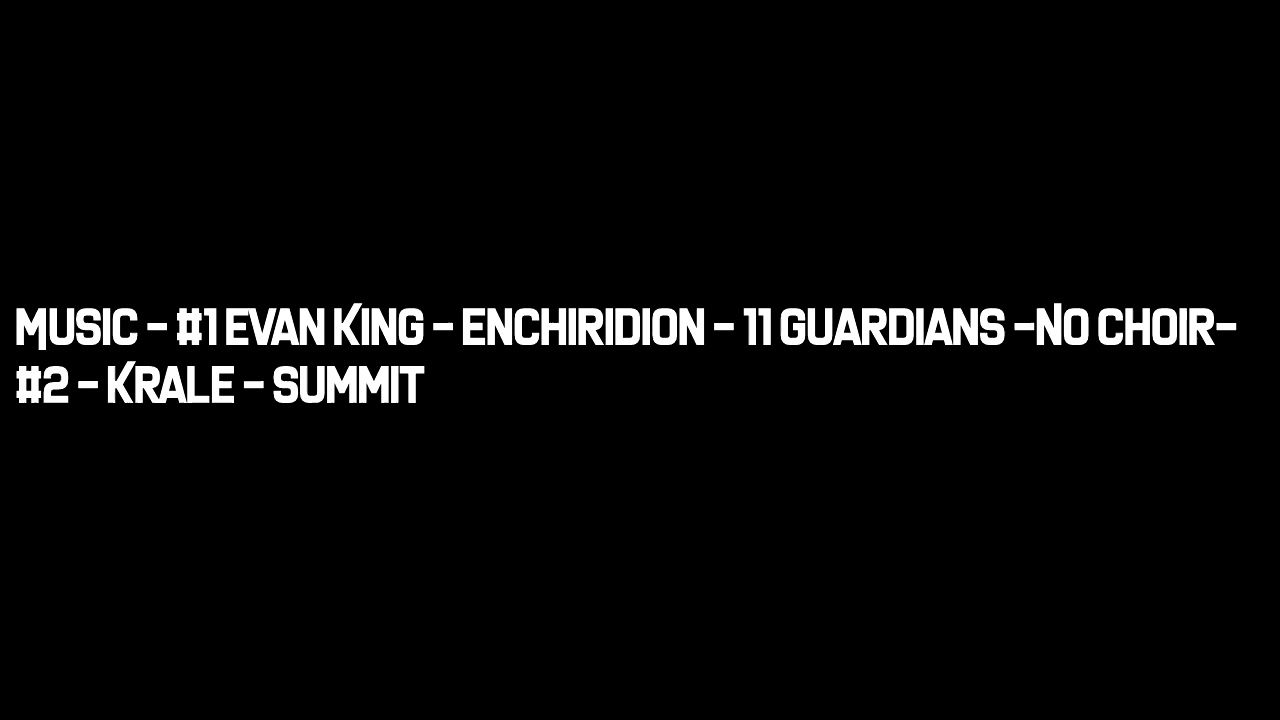 MUSIC - #1 EVAN KING - ENCHIRIDION - 11 GUARDIANS -NO CHOIR-
#2 - KRALE - SUMMIT